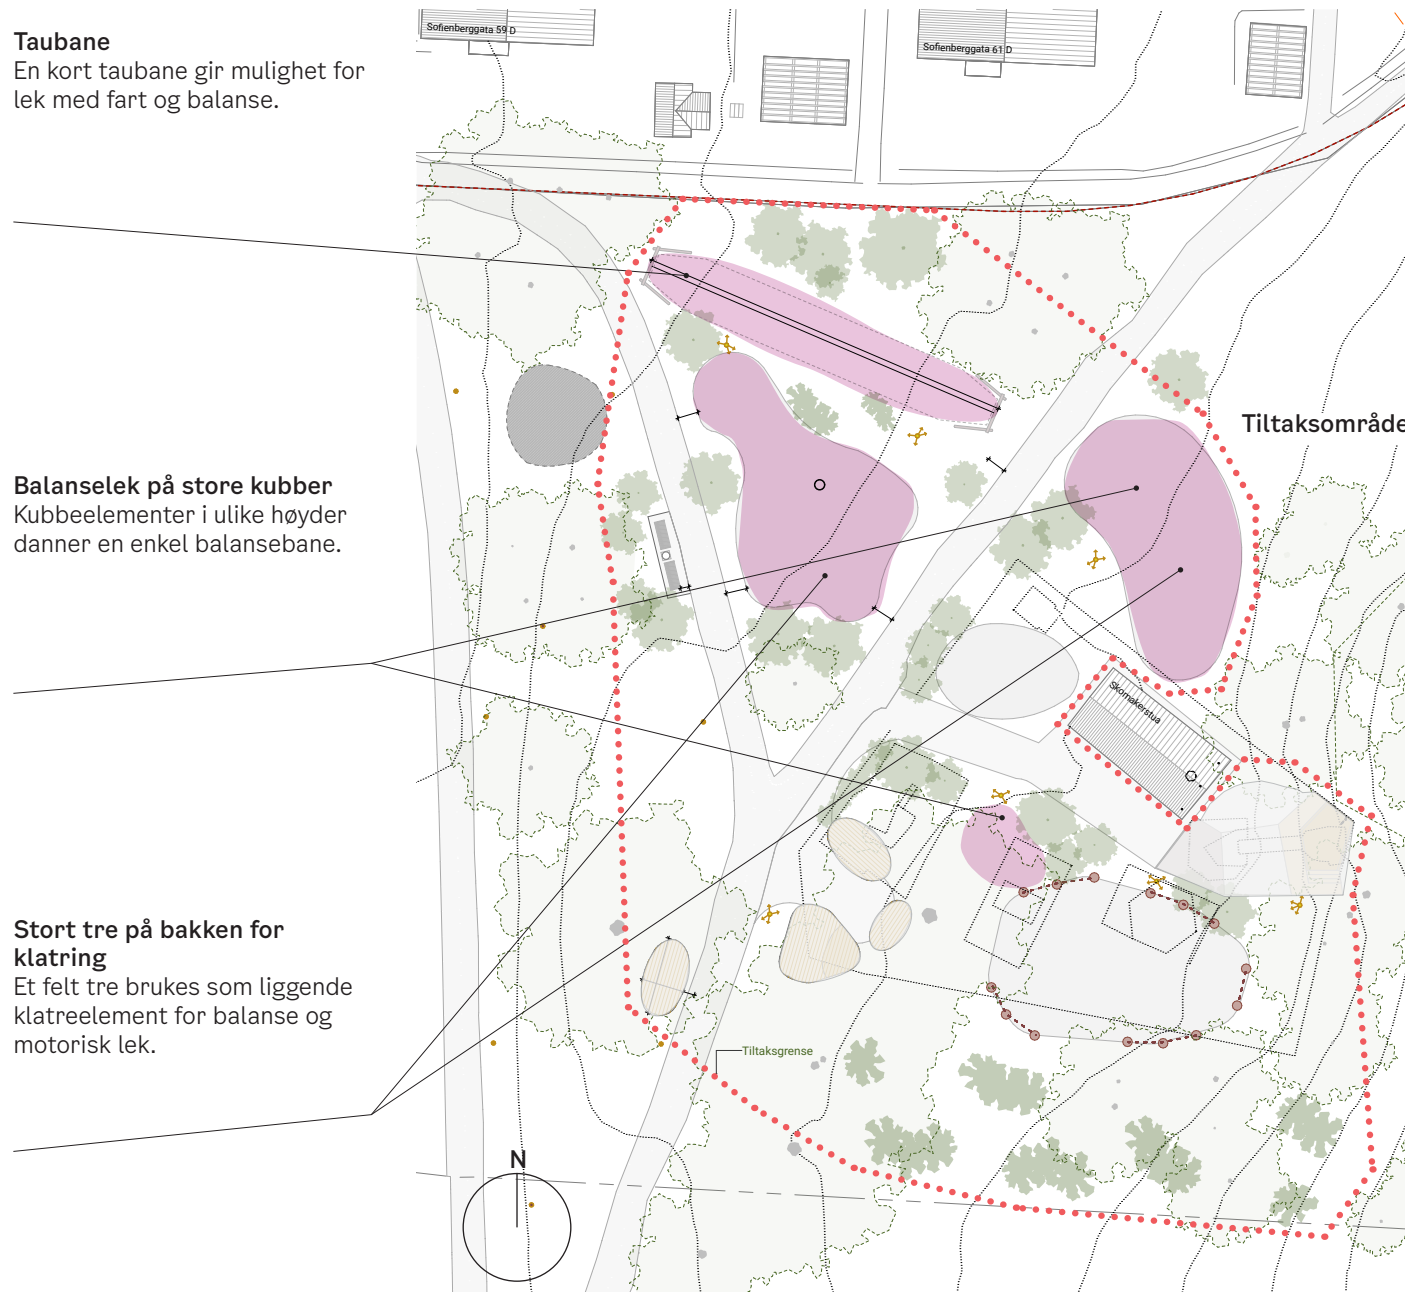 Taubane
En kort taubane gir mulighet for
lek med fart og balanse.
Balanselek på store kubber
Kubbeelementer i ulike høyder
danner en enkel balansebane.
Stort tre på bakken for
klatring
Et felt tre brukes som liggende
klatreelement for balanse og
motorisk lek.
Sofienberggata 59 D
Sofienberggata 61 D
Tiltaksområde
Skomakerstua
Tiltaksgrense
N